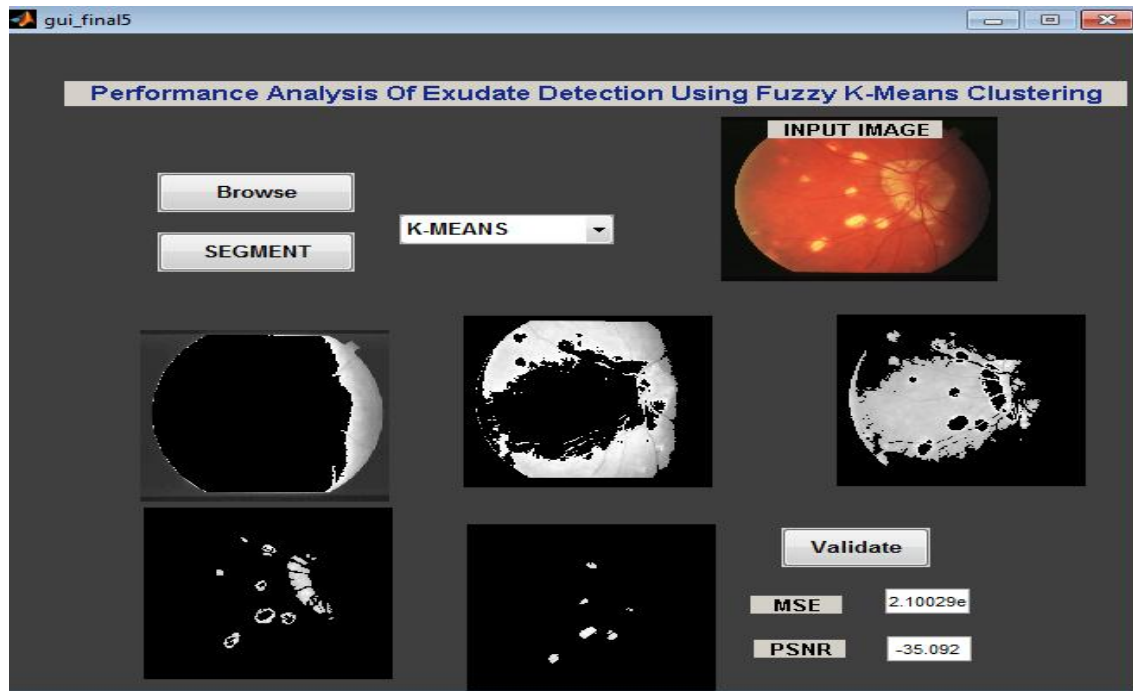 gui_final5
Performance Analysis Of Exudate Detection Using Fuzzy K-Means Clustering
INPUT IMAGE
Browse
K-MEANS
SEGMENT
Validate
MSE
2.10029e
PSNR
-35.092